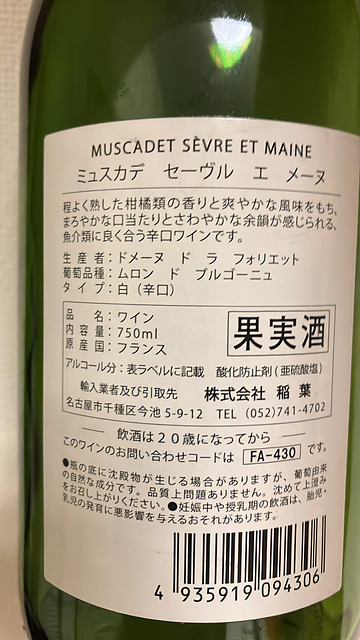 MUSCADET SÈVRE ET MAINE
ミュスカデ セーヴル エ メーヌ
程よく熟した柑橘類の香りと爽やかな風味をもち、
まろやかな口当たりとさわやかな余韻が感じられる、
魚介類に良く合う辛口ワインです。
生産者：ドメーヌ ド ラ フォリエット
葡萄品種：ムロン ド ブルゴーニュ
タイプ：白（辛口）
品名：ワイン
内容量：750ml
原産国：フランス
果実酒
アルコール分：表ラベルに記載 酸化防止剤(亜硫酸塩)
輸入業者及び引取先 株式会社 稲葉
名古屋市千種区今池5-9-12 TEL (052)741-4702
飲酒は２０歳になってから
このワインのお問い合わせコードは FA-430 です。
●瓶の底に沈殿物が生じる場合がありますが、葡萄由来
の自然な成分です。品質上問題ありません。沈めて上澄み
をお召し上がりください。●妊娠中や授乳期の飲酒は、胎児・
乳児の発育に悪影響を与えるおそれがあります。
4 935919 094306